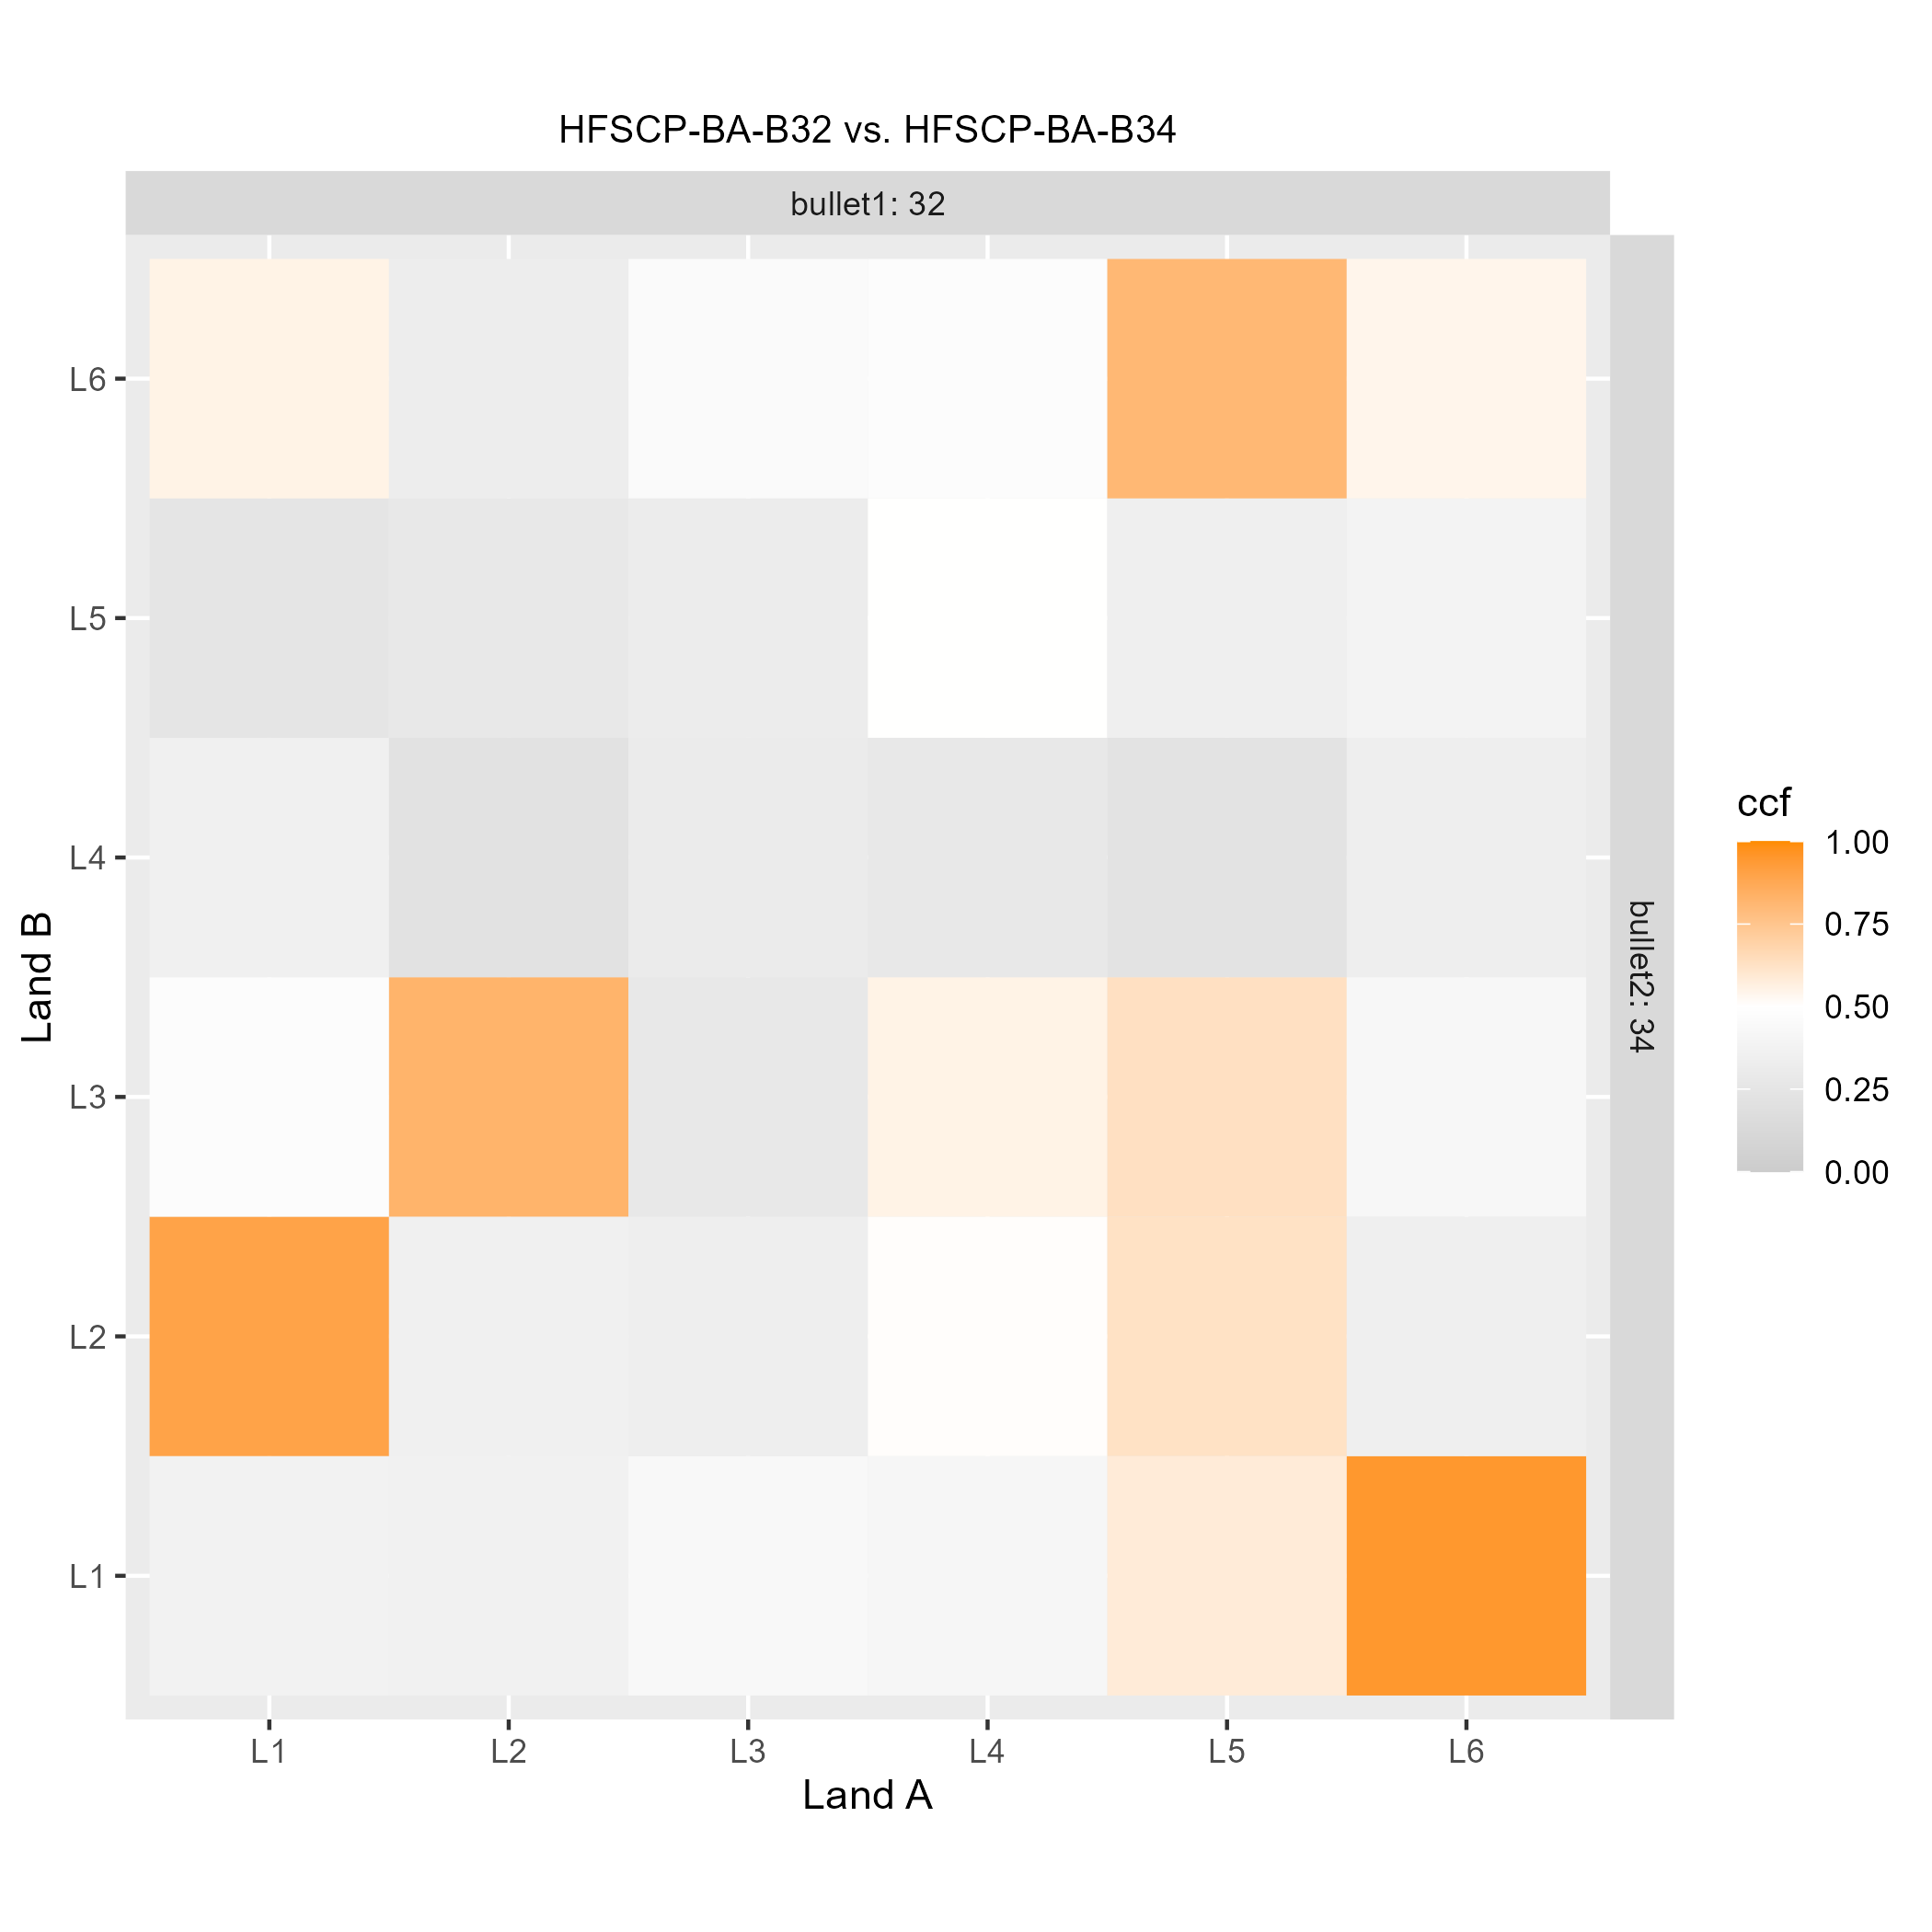 HFSCP-BA-B32 vs. HFSCP-BA-B34
bullet1: 32
L6
L5
L4
L3
L2
L1
Land B
bullet2: 34
L1 L2 L3 L4 L5 L6
Land A
ccf
1.00
0.75
0.50
0.25
0.00